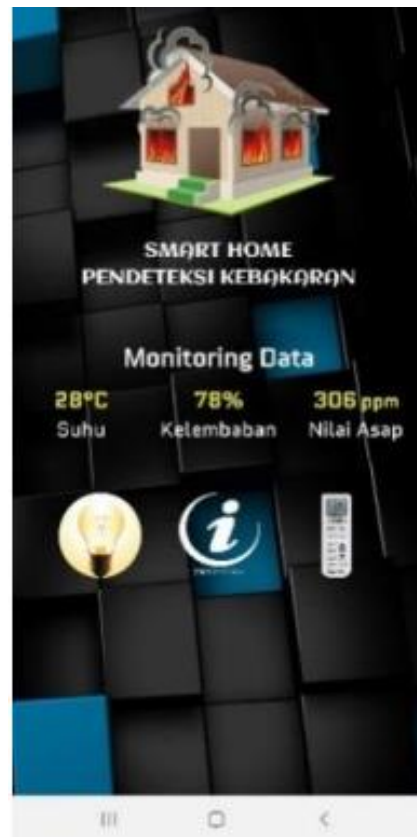 SMART HOME
PENDETEKSI KEBAKARAN
Monitoring Data
28°C 78% 306 ppm
Suhu Kelembaban Nilai Asap
i